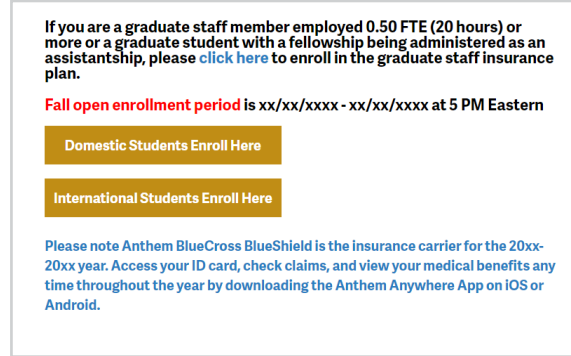 If you are a graduate staff member employed 0.50 FTE (20 hours) or
more or a graduate student with a fellowship being administered as an
assistantship, please click here to enroll in the graduate staff insurance
plan.
Fall open enrollment period is xx/xx/xxxx - xx/xx/xxxx at 5 PM Eastern
Domestic Students Enroll Here
International Students Enroll Here
Please note Anthem BlueCross BlueShield is the insurance carrier for the 20xx-
20xx year. Access your ID card, check claims, and view your medical benefits any
time throughout the year by downloading the Anthem Anywhere App on iOS or
Android.